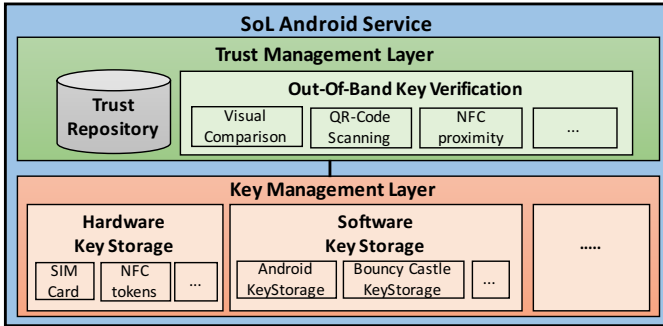 SoL Android Service
Trust Management Layer
Trust
Repository
Out-Of-Band Key Verification
Visual
Comparison
QR-Code
Scanning
NFC
proximity
...
Key Management Layer
Hardware
Key Storage
SIM
Card
NFC
tokens
...
Software
Key Storage
Android
KeyStorage
Bouncy Castle
KeyStorage
...
.....